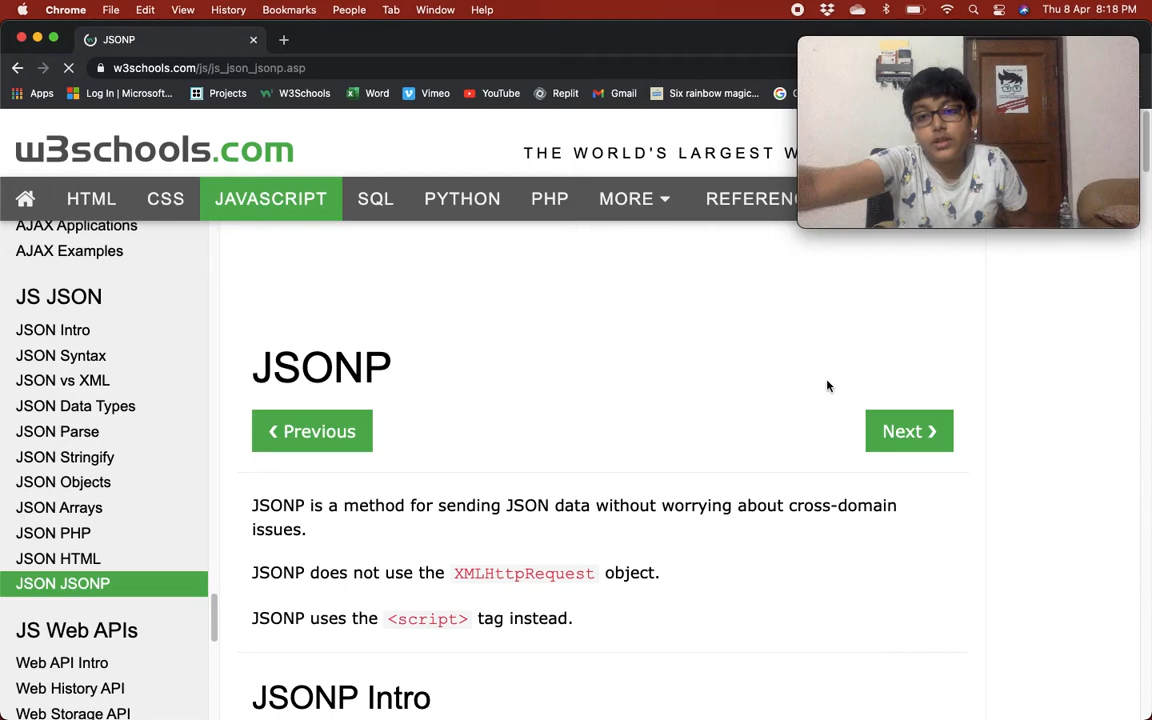 Chrome File Edit View History Bookmarks People Tab Window Help Thu 8 Apr 8:18 PM
JSONP
w3schools.com/js/js_json_jsonp.asp
Apps Log In | Microsoft... Projects W3Schools Word Vimeo YouTube Replit Gmail Six rainbow magic...
w3schools.com
THE WORLD'S LARGEST W
HTML CSS JAVASCRIPT SQL PYTHON PHP MORE REFERENC
AJAX Applications
AJAX Examples
JS JSON
JSON Intro
JSON Syntax
JSON vs XML
JSON Data Types
JSON Parse
JSON Stringify
JSON Objects
JSON Arrays
JSON PHP
JSON HTML
JSON JSONP
JS Web APIs
Web API Intro
Web History API
Web Storage API
JSONP
❮ Previous
Next ❯
JSONP is a method for sending JSON data without worrying about cross-domain
issues.
JSONP does not use the XMLHttpRequest object.
JSONP uses the <script> tag instead.
JSONP Intro